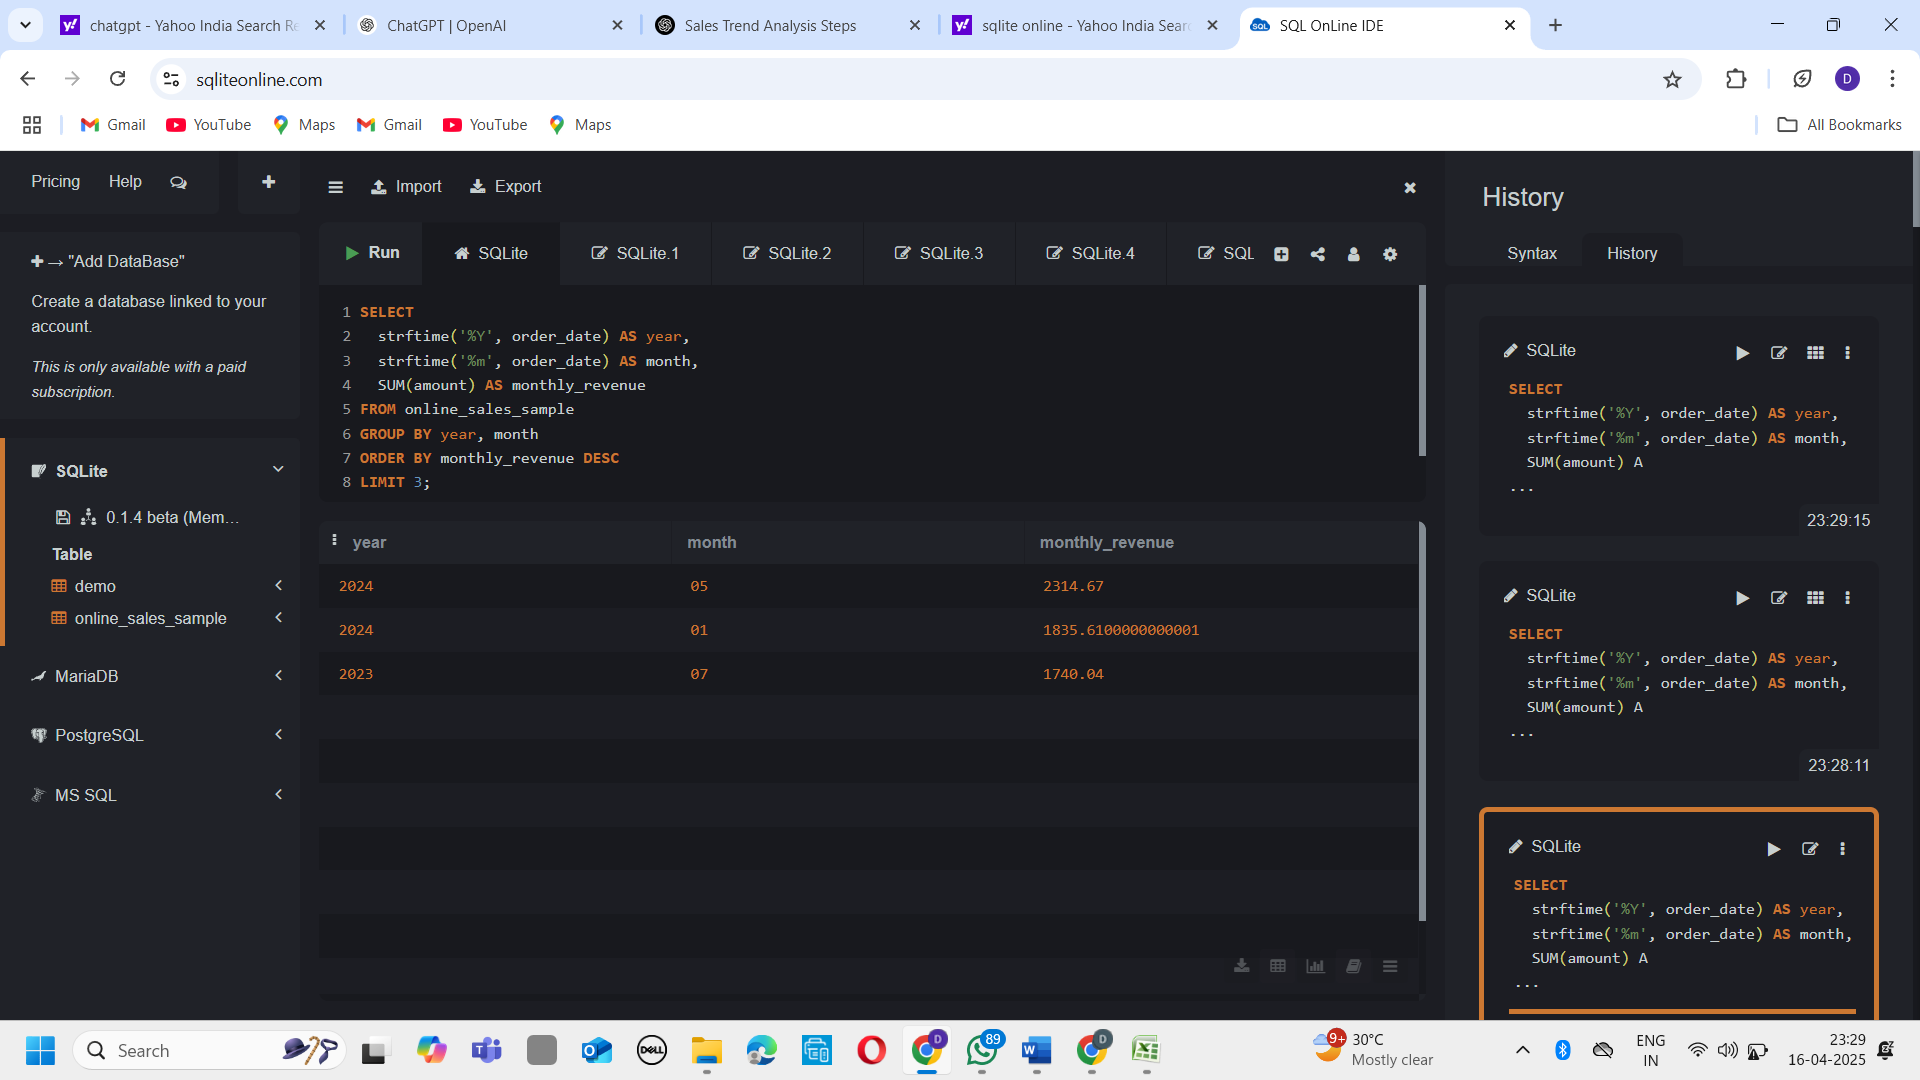 chatgpt - Yahoo India Search Re
ChatGPT | OpenAI
Sales Trend Analysis Steps
sqlite online - Yahoo India Sear
SQL OnLine IDE
sqliteonline.com
D
Gmail
YouTube
Maps
Gmail
YouTube
Maps
All Bookmarks
Pricing
Help
Import
Export
"Add DataBase"
Create a database linked to your
account.
This is only available with a paid
subscription.
SQLite
0.1.4 beta (Mem...
Table
demo
online_sales_sample
MariaDB
PostgreSQL
MS SQL
Run
SQLite
SQLite.1
SQLite.2
SQLite.3
SQLite.4
SQL
1 SELECT
2 strftime('%Y', order_date) AS year,
3 strftime('%m', order_date) AS month,
4 SUM(amount) AS monthly_revenue
5 FROM online_sales_sample
6 GROUP BY year, month
7 ORDER BY monthly_revenue DESC
8 LIMIT 3;
year month monthly_revenue
2024 05 2314.67
2024 01 1835.6100000000001
2023 07 1740.04
History
Syntax
History
SQLite
SELECT
strftime('%Y', order_date) AS year,
strftime('%m', order_date) AS month,
SUM(amount) A
...
23:29:15
SQLite
SELECT
strftime('%Y', order_date) AS year,
strftime('%m', order_date) AS month,
SUM(amount) A
...
23:28:11
SQLite
SELECT
strftime('%Y', order_date) AS year,
strftime('%m', order_date) AS month,
SUM(amount) A
...
Search
DELL
D
89
D
9+
30°C
Mostly clear
ENG
IN
23:29
16-04-2025